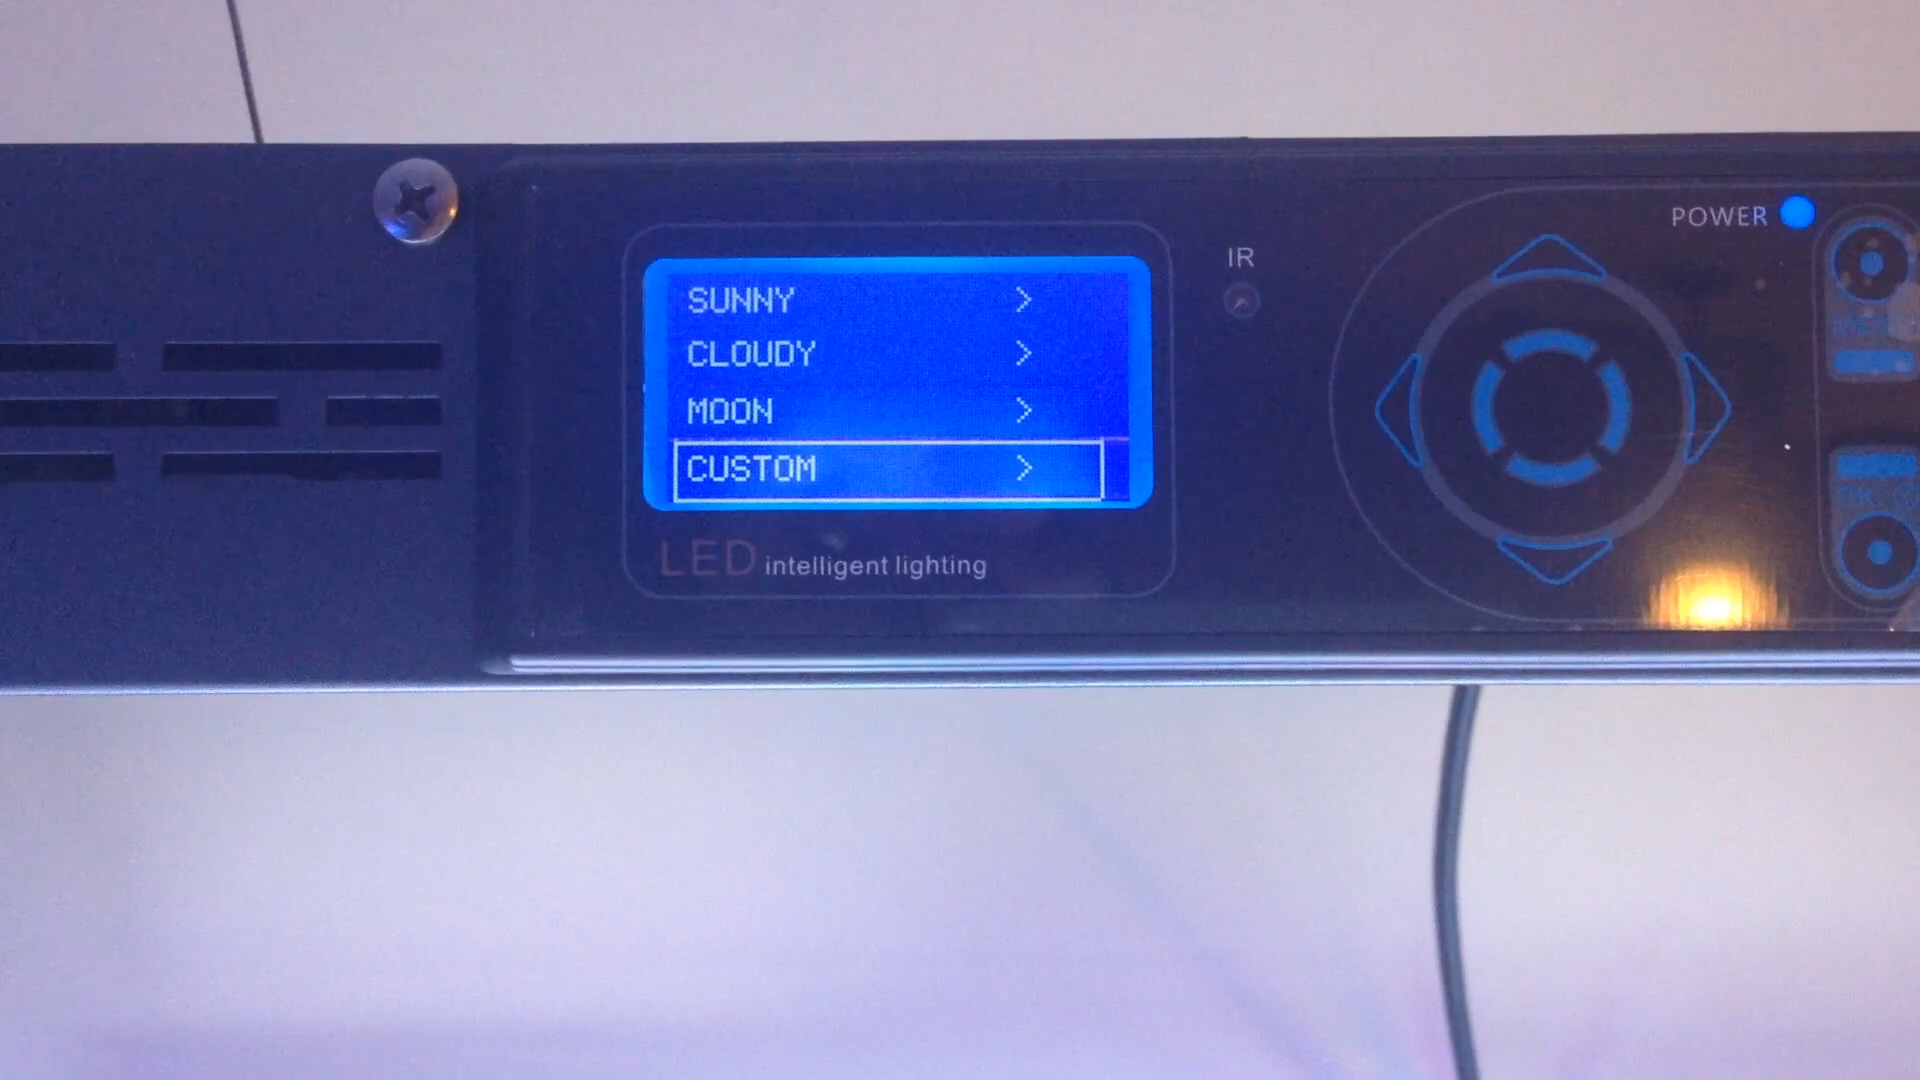 SUNNY >
CLOUDY >
MOON >
CUSTOM >
LED intelligent lighting
IR
POWER